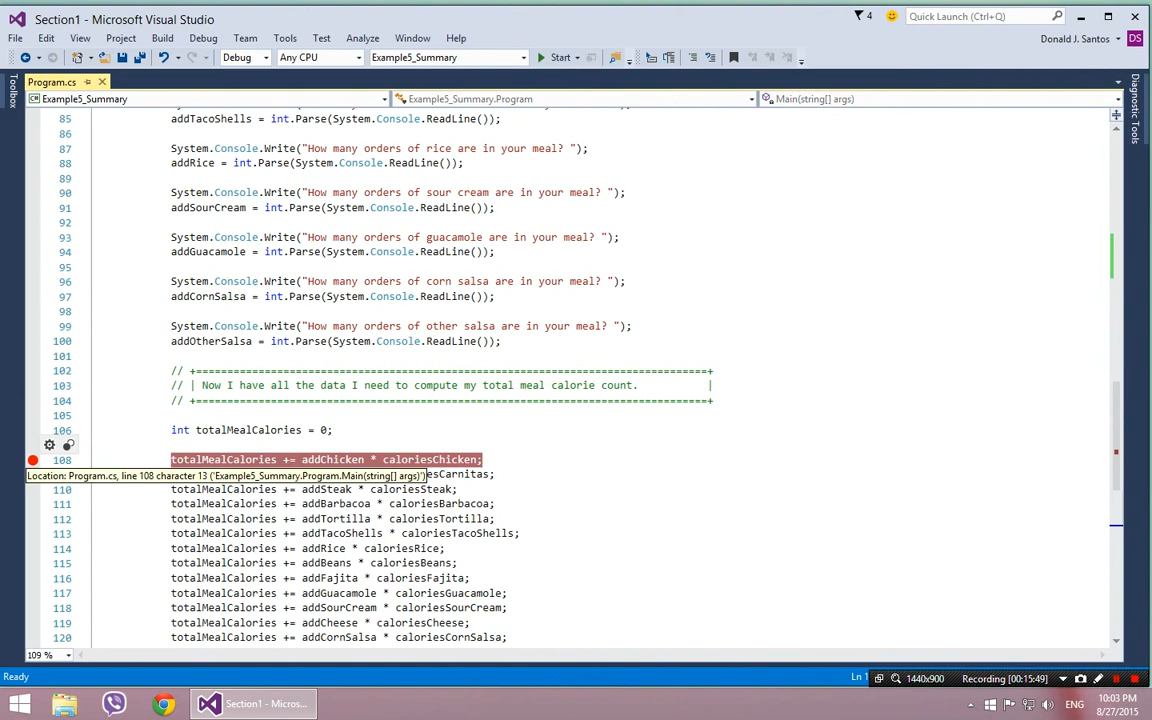 Section1 - Microsoft Visual Studio
4
Quick Launch (Ctrl+Q)
File Edit View Project Build Debug Team Tools Test Analyze Window Help
Donald J. Santos DS
Debug Any CPU Example5_Summary Start
Toolbox
Program.cs
Diagnostic Tools
Example5_Summary Example5_Summary.Program Main(string[] args)
85 addTacoShells = int.Parse(System.Console.ReadLine());
86
87 System.Console.Write("How many orders of rice are in your meal? ");
88 addRice = int.Parse(System.Console.ReadLine());
89
90 System.Console.Write("How many orders of sour cream are in your meal? ");
91 addSourCream = int.Parse(System.Console.ReadLine());
92
93 System.Console.Write("How many orders of guacamole are in your meal? ");
94 addGuacamole = int.Parse(System.Console.ReadLine());
95
96 System.Console.Write("How many orders of corn salsa are in your meal? ");
97 addCornSalsa = int.Parse(System.Console.ReadLine());
98
99 System.Console.Write("How many orders of other salsa are in your meal? ");
100 addOtherSalsa = int.Parse(System.Console.ReadLine());
101
102 // +==================================================================================+
103 // | Now I have all the data I need to compute my total meal calorie count. |
104 // +==================================================================================+
105
106 int totalMealCalories = 0;
108 totalMealCalories += addChicken * caloriesChicken;
Location: Program.cs, line 108 character 13 ('Example5_Summary.Program.Main(string[] args)') esCarnitas;
110 totalMealCalories += addSteak * caloriesSteak;
111 totalMealCalories += addBarbacoa * caloriesBarbacoa;
112 totalMealCalories += addTortilla * caloriesTortilla;
113 totalMealCalories += addTacoShells * caloriesTacoShells;
114 totalMealCalories += addRice * caloriesRice;
115 totalMealCalories += addBeans * caloriesBeans;
116 totalMealCalories += addFajita * caloriesFajita;
117 totalMealCalories += addGuacamole * caloriesGuacamole;
118 totalMealCalories += addSourCream * caloriesSourCream;
119 totalMealCalories += addCheese * caloriesCheese;
120 totalMealCalories += addCornSalsa * caloriesCornSalsa;
109 %
Ready Ln 1
1440x900 Recording [00:15:49]
Section1 - Micros...
ENG
10:03 PM
8/27/2015